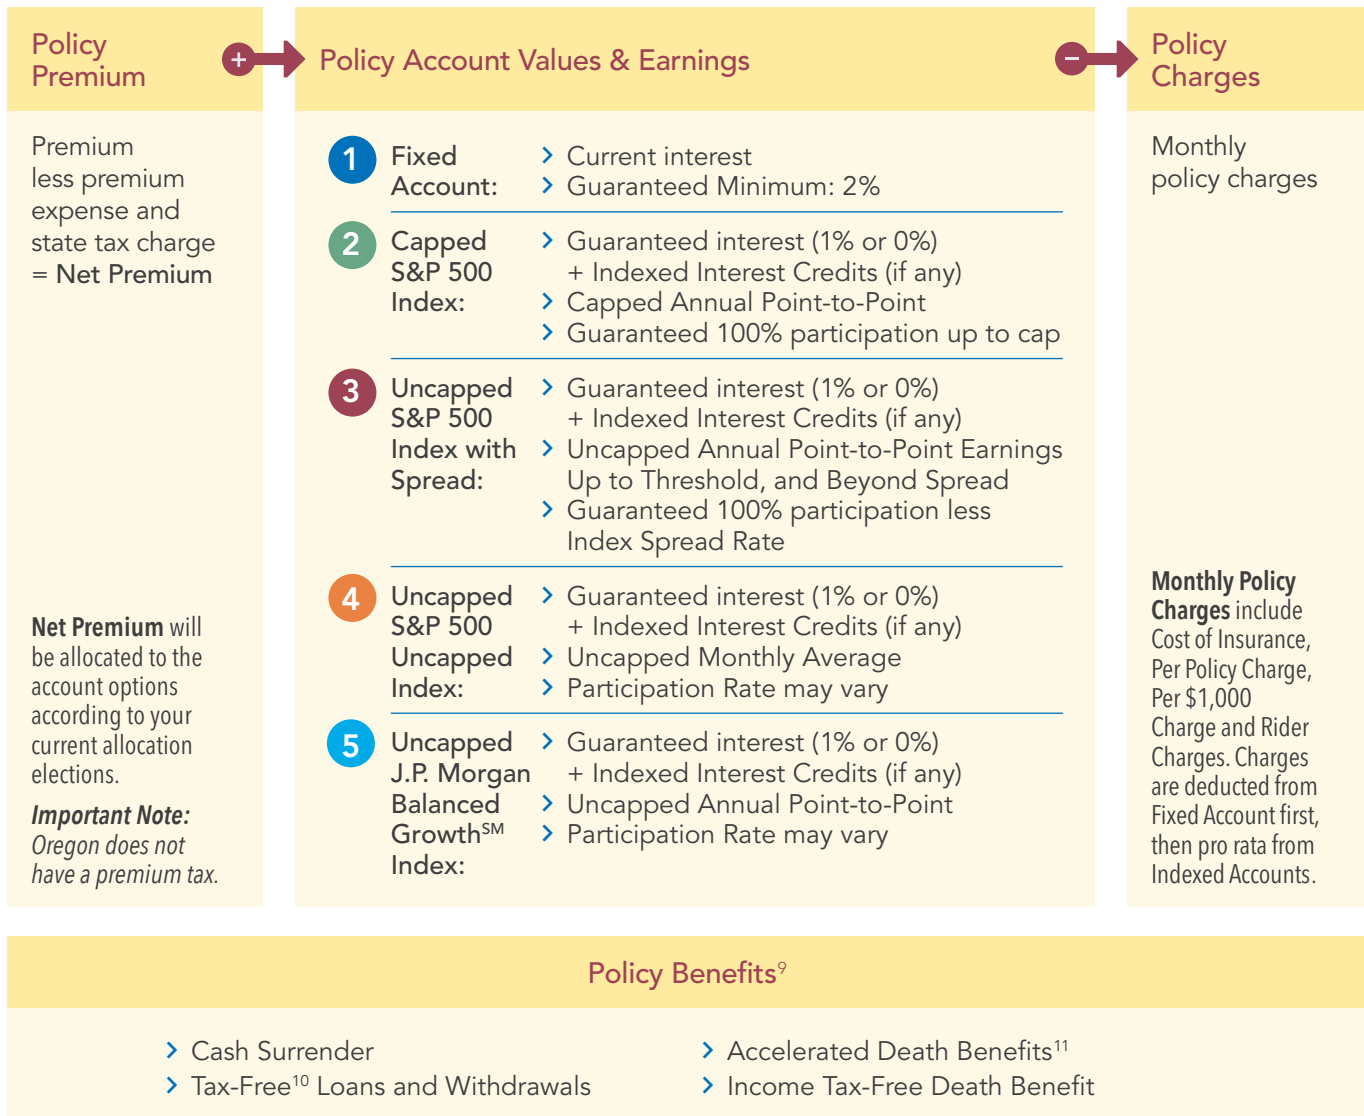 Policy
Premium
+
Policy Account Values & Earnings
−
Policy
Charges
Premium
less premium
expense and
state tax charge
= Net Premium
Net Premium will
be allocated to the
account options
according to your
current allocation
elections.
Important Note:
Oregon does not
have a premium tax.
1
Fixed
Account:
> Current interest
> Guaranteed Minimum: 2%
2
Capped
S&P 500
Index:
> Guaranteed interest (1% or 0%)
+ Indexed Interest Credits (if any)
> Capped Annual Point-to-Point
> Guaranteed 100% participation up to cap
3
Uncapped
S&P 500
Index with
Spread:
> Guaranteed interest (1% or 0%)
+ Indexed Interest Credits (if any)
> Uncapped Annual Point-to-Point Earnings
Up to Threshold, and Beyond Spread
> Guaranteed 100% participation less
Index Spread Rate
4
Uncapped
S&P 500
Uncapped
Index:
> Guaranteed interest (1% or 0%)
+ Indexed Interest Credits (if any)
> Uncapped Monthly Average
> Participation Rate may vary
5
Uncapped
J.P. Morgan
Balanced
Growth℠
Index:
> Guaranteed interest (1% or 0%)
+ Indexed Interest Credits (if any)
> Uncapped Annual Point-to-Point
> Participation Rate may vary
Monthly
policy charges
Monthly Policy
Charges include
Cost of Insurance,
Per Policy Charge,
Per $1,000
Charge and Rider
Charges. Charges
are deducted from
Fixed Account first,
then pro rata from
Indexed Accounts.
Policy Benefits⁹
> Cash Surrender
> Tax-Free¹⁰ Loans and Withdrawals
> Accelerated Death Benefits¹¹
> Income Tax-Free Death Benefit